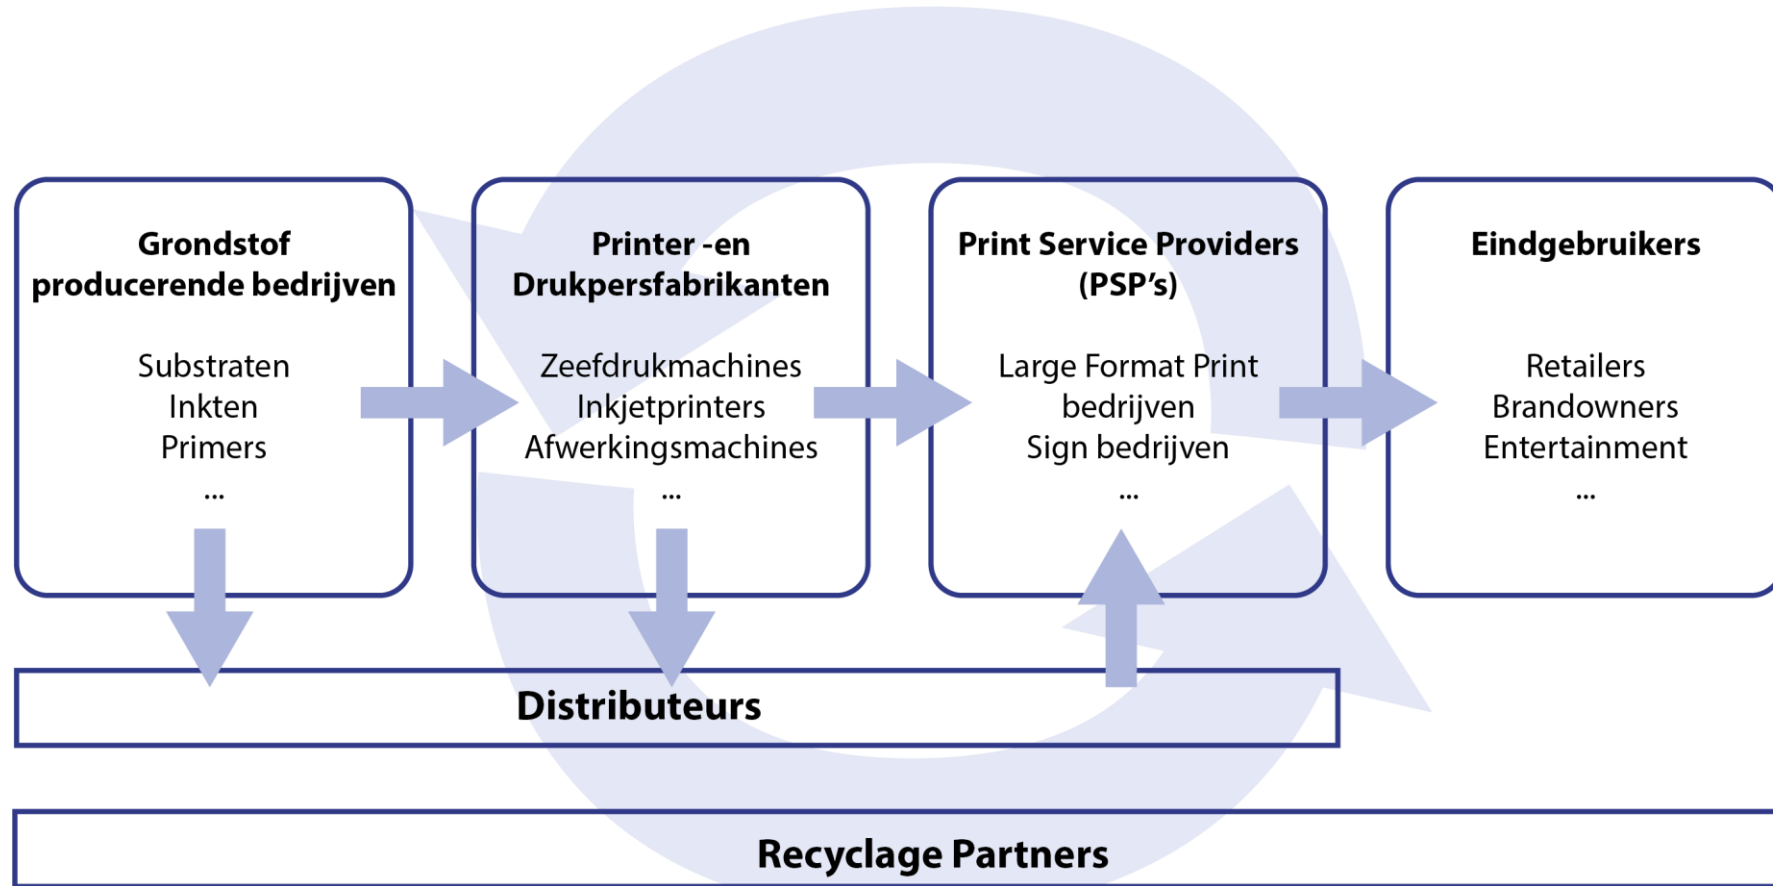 Grondstof
producerende bedrijven
Substraten
Inkten
Primers
...
Printer -en
Drukpersfabrikanten
Zeefdrukmachines
Inkjetprinters
Afwerkingsmachines
...
Print Service Providers
(PSP's)
Large Format Print
bedrijven
Sign bedrijven
...
Eindgebruikers
Retailers
Brandowners
Entertainment
...
Distributeurs
Recyclage Partners